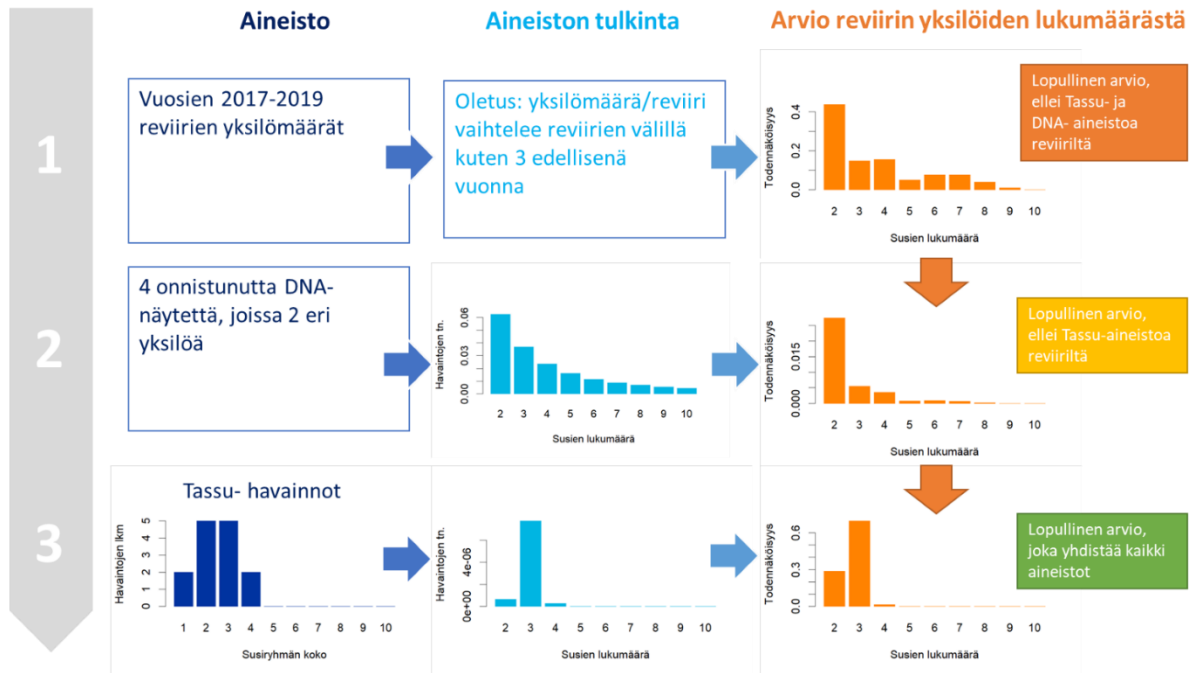 Aineisto
Aineiston tulkinta
Arvio reviirin yksilöiden lukumäärästä
1
Vuosien 2017-2019
reviirien yksilömäärät
Oletus: yksilömäärä/reviiri
vaihtelee reviirien välillä
kuten 3 edellisenä
vuonna
Todennäköisyys
0.4
0.2
0.0
2 3 4 5 6 7 8 9 10
Susien lukumäärä
Lopullinen arvio,
ellei Tassu- ja
DNA- aineistoa
reviiriltä
2
4 onnistunutta DNA-
näytettä, joissa 2 eri
yksilöä
Havaintojen tn.
0.06
0.03
0.00
2 3 4 5 6 7 8 9 10
Susien lukumäärä
Todennäköisyys
0.015
0.000
2 3 4 5 6 7 8 9 10
Susien lukumäärä
Lopullinen arvio,
ellei Tassu-aineistoa
reviiriltä
3
Tassu- havainnot
Havaintojen lkm
5
4
3
2
1
0
1 2 3 4 5 6 7 8 9 10
Susiryhmän koko
Havaintojen tn.
4e-06
0e+00
2 3 4 5 6 7 8 9 10
Susien lukumäärä
Todennäköisyys
0.6
0.3
0.0
2 3 4 5 6 7 8 9 10
Susien lukumäärä
Lopullinen arvio,
joka yhdistää kaikki
aineistot